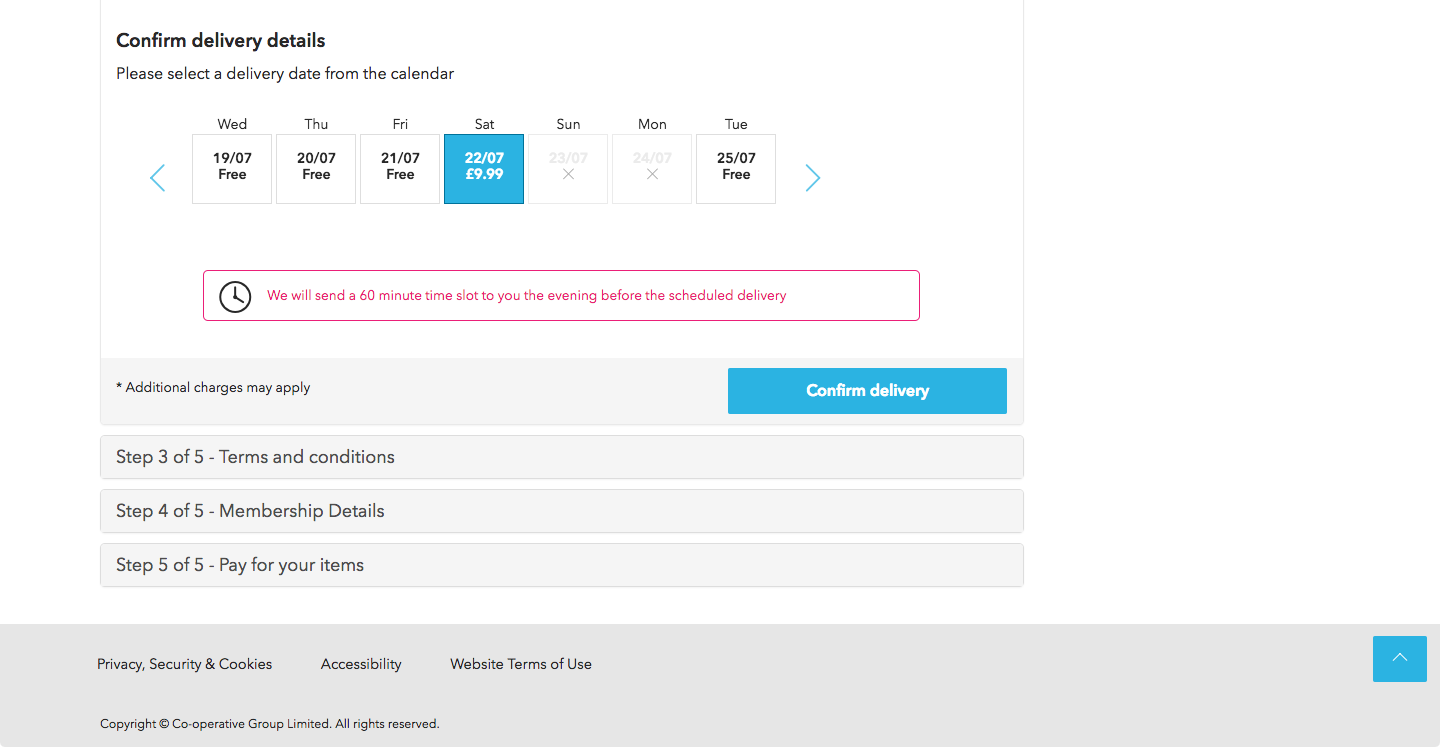 Confirm delivery details
Please select a delivery date from the calendar
Wed Thu Fri Sat Sun Mon Tue
19/07 20/07 21/07 22/07 23/07 24/07 25/07
Free Free Free £9.99 Free
We will send a 60 minute time slot to you the evening before the scheduled delivery
* Additional charges may apply
Confirm delivery
Step 3 of 5 - Terms and conditions
Step 4 of 5 - Membership Details
Step 5 of 5 - Pay for your items
Privacy, Security & Cookies Accessibility Website Terms of Use
Copyright © Co-operative Group Limited. All rights reserved.